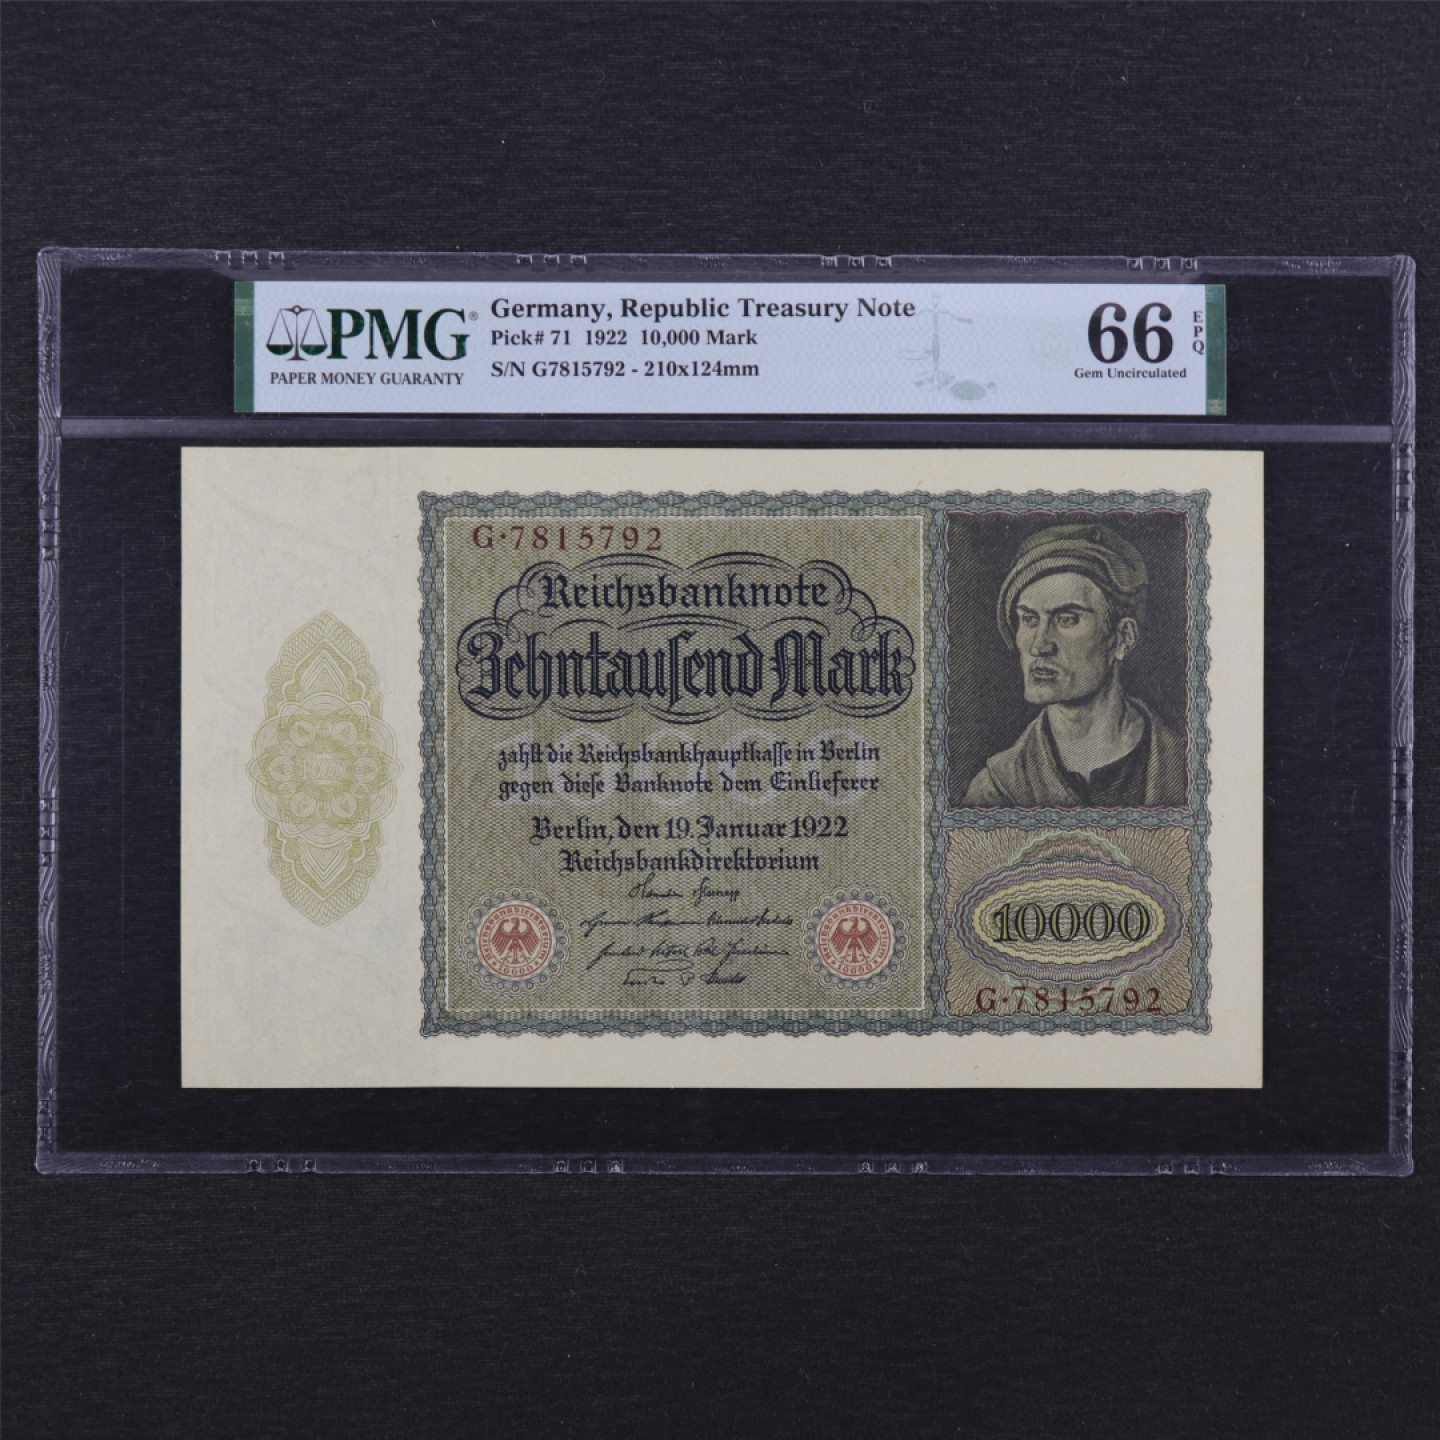 PMG®
PAPER MONEY GUARANTY
Germany, Republic Treasury Note
Pick# 71 1922 10,000 Mark
S/N G7815792 - 210x124mm
66 EPQ
Gem Uncirculated
G·7815792
Reichsbanknote
Zehntausend Mark
zahlt die Reichsbankhauptkasse in Berlin
gegen diese Banknote dem Einlieferer
Berlin, den 19. Januar 1922
Reichsbankdirektorium
10000
G·7815792